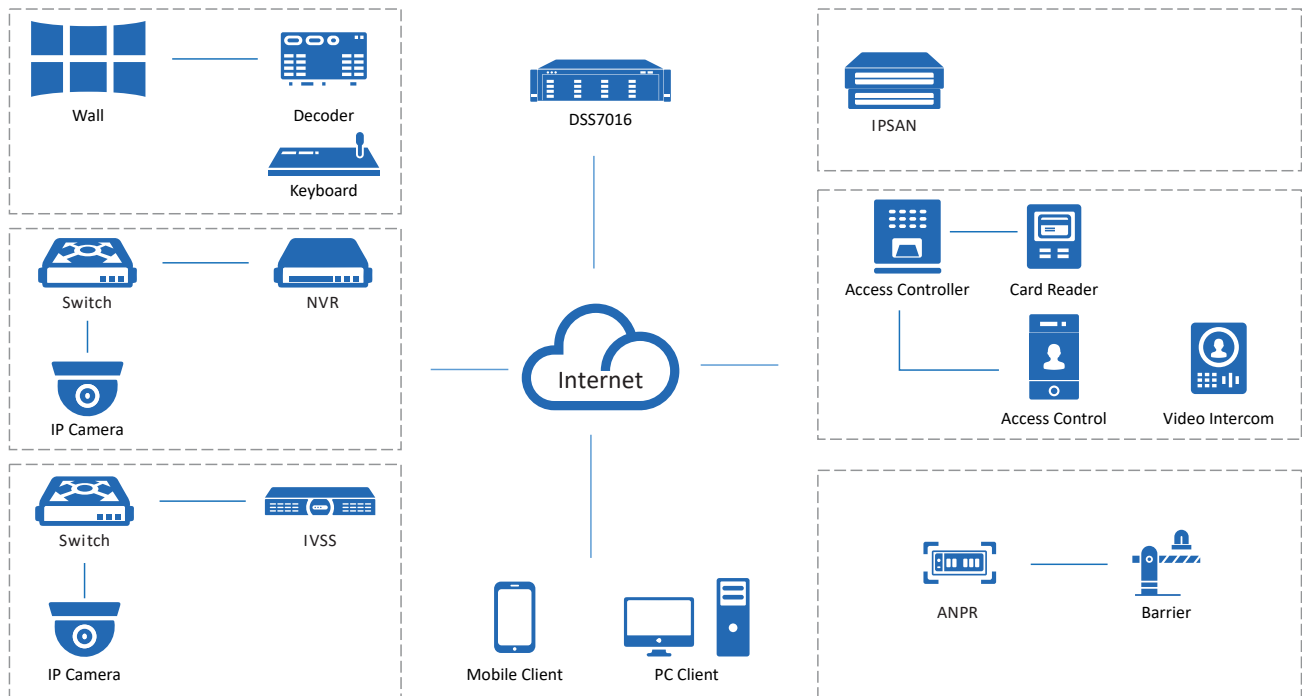 Wall
Decoder
Keyboard
Switch
NVR
IP Camera
Switch
IVSS
IP Camera
DSS7016
Internet
Mobile Client
PC Client
IPSAN
Access Controller
Card Reader
Access Control
Video Intercom
ANPR
Barrier